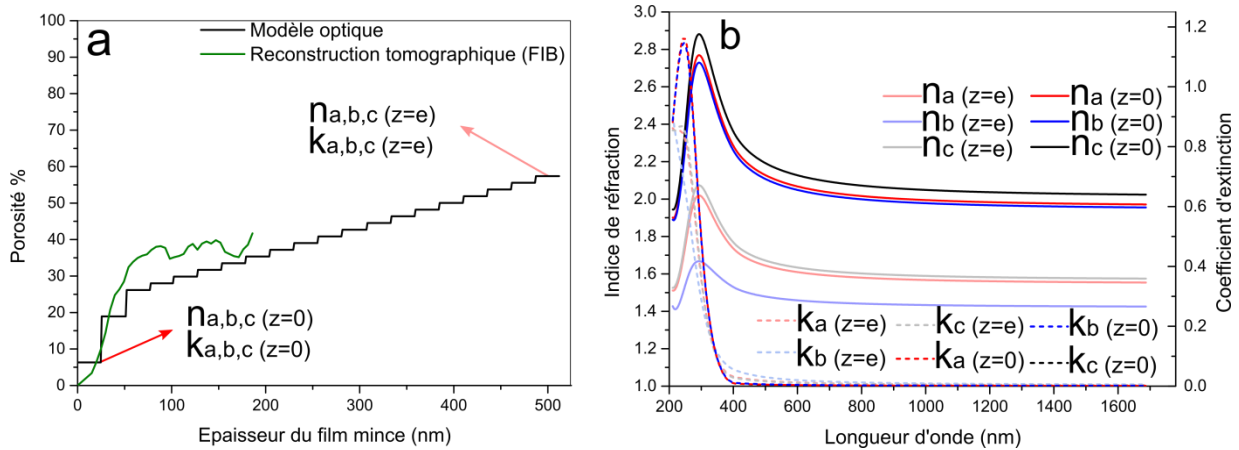 a
Modèle optique
Reconstruction tomographique (FIB)
na,b,c (z=e)
ka,b,c (z=e)
na,b,c (z=0)
ka,b,c (z=0)
Porosité %
100
90
80
70
60
50
40
30
20
10
0
0
100
200
300
400
500
Epaisseur du film mince (nm)
b
na (z=e)
na (z=0)
nb (z=e)
nb (z=0)
nc (z=e)
nc (z=0)
ka (z=e)
kc (z=e)
kb (z=0)
kb (z=e)
ka (z=0)
kc (z=0)
Indice de réfraction
3.0
2.8
2.6
2.4
2.2
2.0
1.8
1.6
1.4
1.2
1.0
Coefficient d'extinction
1.2
1.0
0.8
0.6
0.4
0.2
0.0
200
400
600
800
1000
1200
1400
1600
Longueur d'onde (nm)